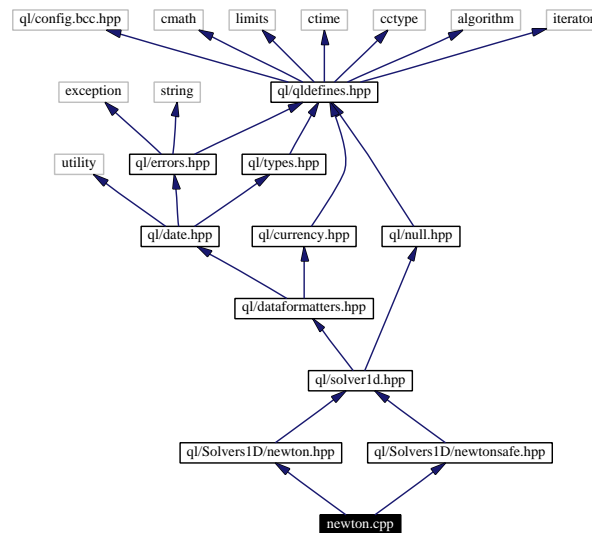 ql/config.bcc.hpp
cmath
limits
ctime
cctype
algorithm
iterator
exception
string
ql/qldefines.hpp
utility
ql/errors.hpp
ql/types.hpp
ql/date.hpp
ql/currency.hpp
ql/null.hpp
ql/dataformatters.hpp
ql/solver1d.hpp
ql/Solvers1D/newton.hpp
ql/Solvers1D/newtonsafe.hpp
newton.cpp